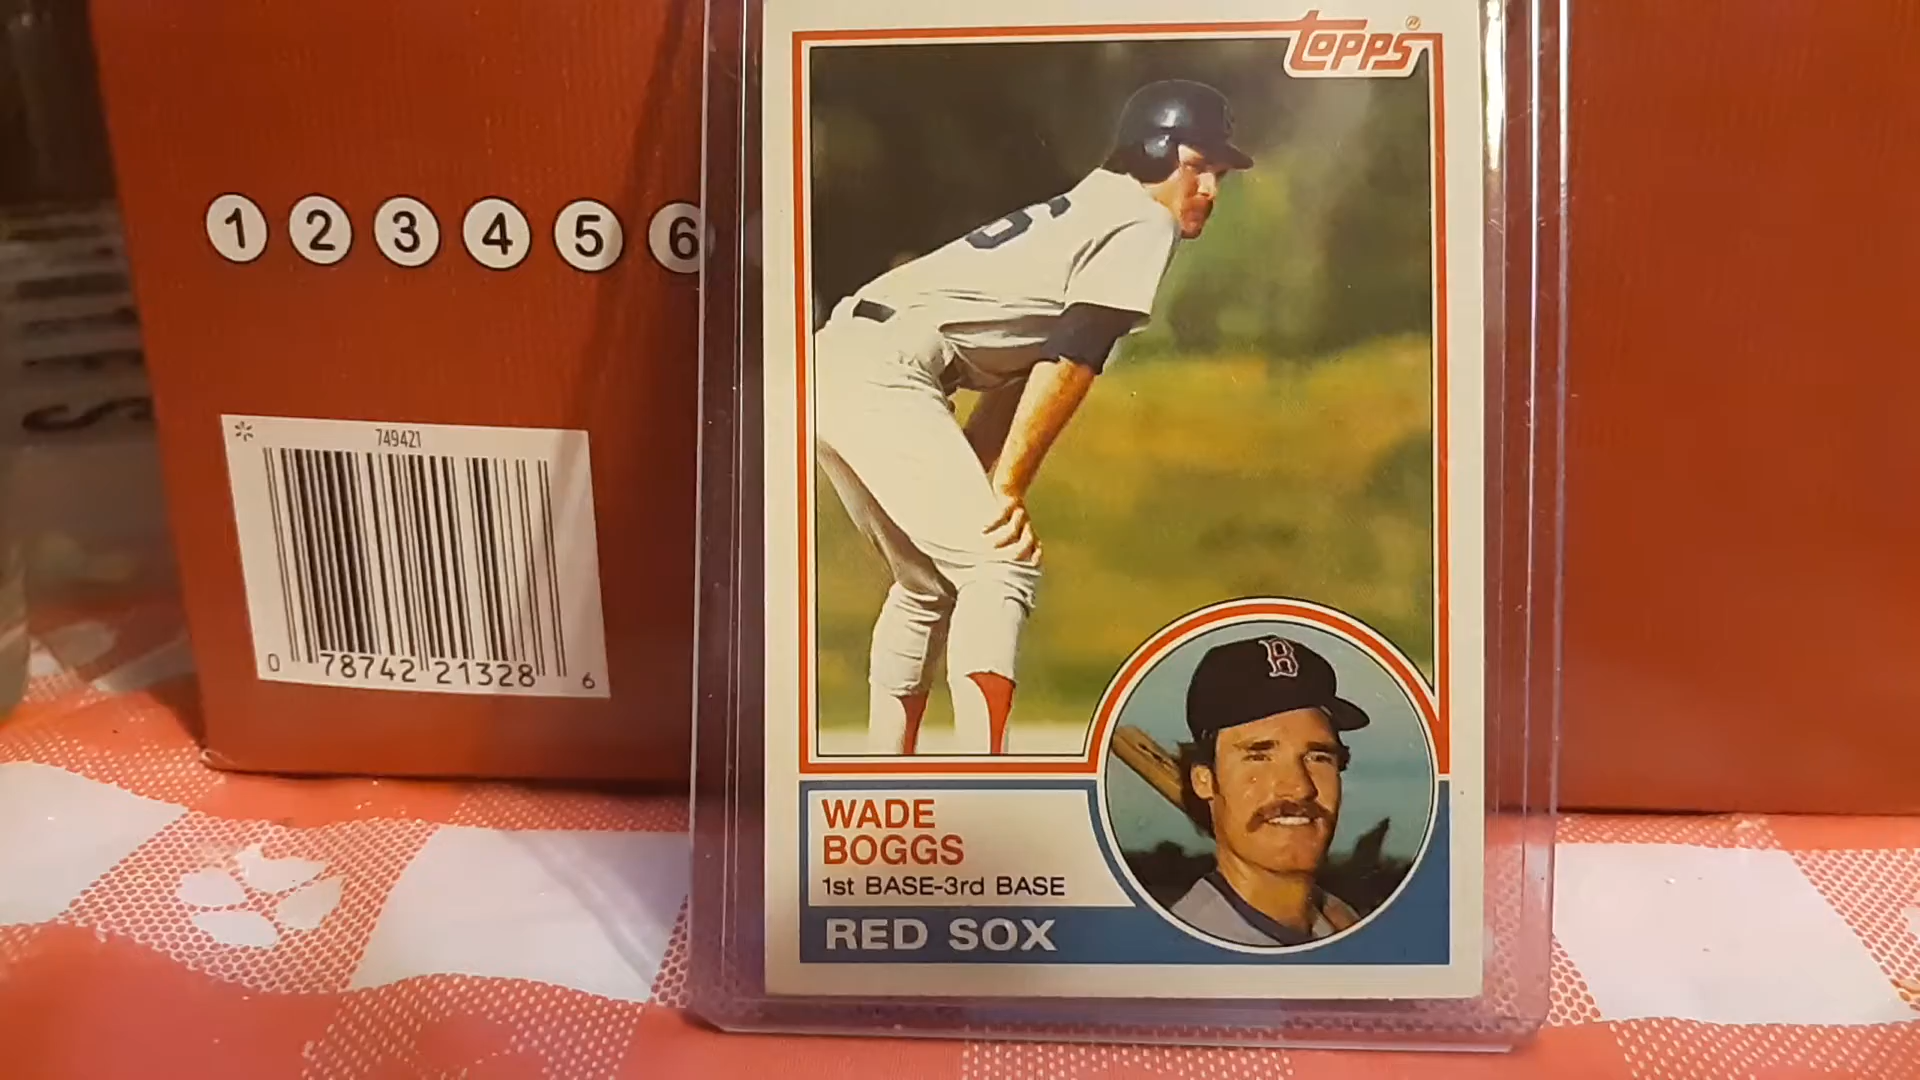 1 2 3 4 5 6
*
749421
0 78742 21328 6
topps
6
B
WADE
BOGGS
1st BASE-3rd BASE
RED SOX